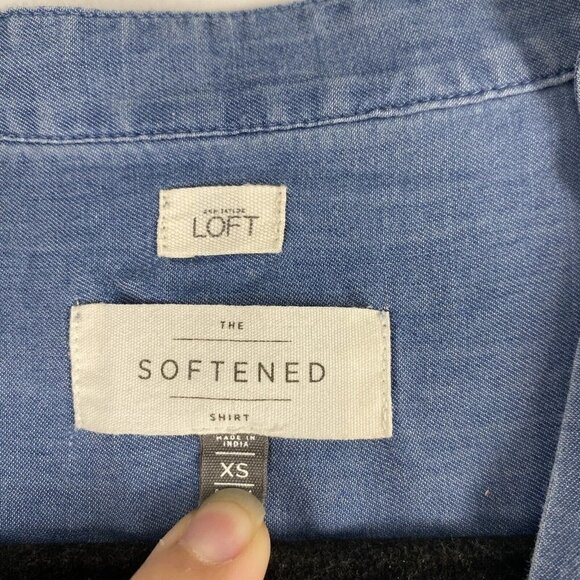 ANN TAYLOR
LOFT
THE
SOFTENED
SHIRT
MADE IN
INDIA
XS